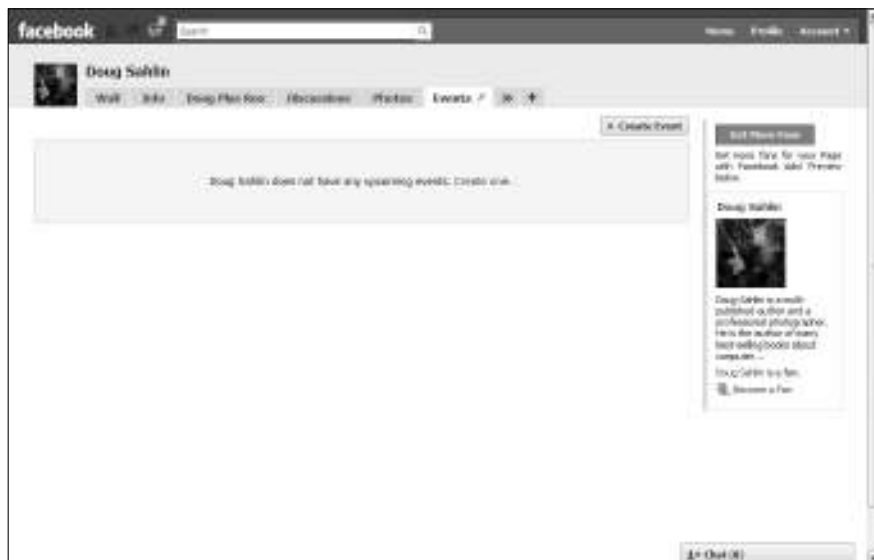 facebook
Search
Home Profile Account
Doug Sahlin
Wall Info Doug Plus Rox Discussions Photos Events » +
+ Create Event
Doug Sahlin does not have any upcoming events. Create one.
Get More Fans
Get more fans for your Page
with Facebook Ads! Preview
below.
Doug Sahlin
Doug Sahlin is a multi-
published author and a
professional photographer.
He is the author of many
best-selling books about
computer ...
Doug Sahlin is a fan.
Become a Fan
Chat (0)